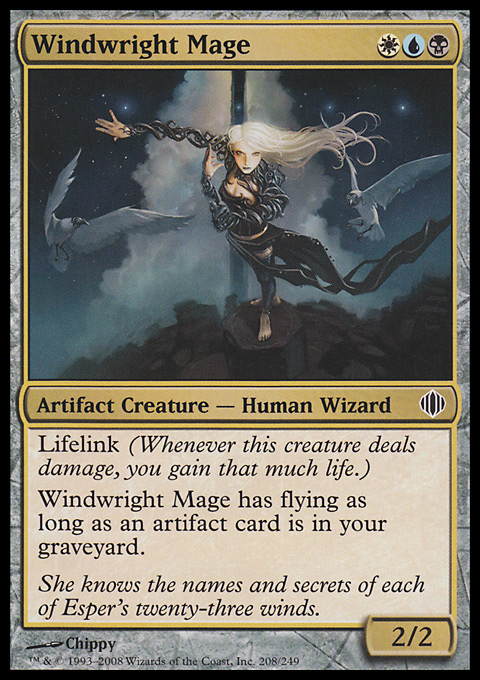 Windwright Mage
Artifact Creature — Human Wizard
Lifelink (Whenever this creature deals
damage, you gain that much life.)
Windwright Mage has flying as
long as an artifact card is in your
graveyard.
She knows the names and secrets of each
of Esper's twenty-three winds.
Chippy
2/2
™ & © 1993–2008 Wizards of the Coast, Inc. 208/249